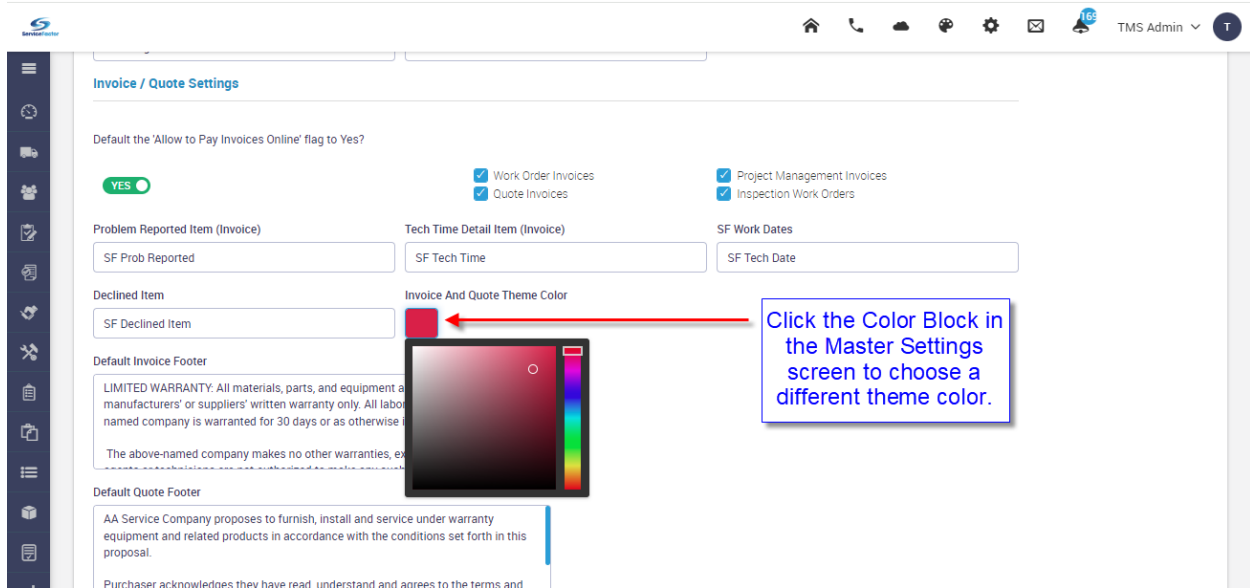 ServiceFactor
169
TMS Admin
T
Invoice / Quote Settings
Default the 'Allow to Pay Invoices Online' flag to Yes?
YES
Work Order Invoices
Project Management Invoices
Quote Invoices
Inspection Work Orders
Problem Reported Item (Invoice)
Tech Time Detail Item (Invoice)
SF Work Dates
SF Prob Reported
SF Tech Time
SF Tech Date
Declined Item
Invoice And Quote Theme Color
SF Declined Item
Click the Color Block in
the Master Settings
screen to choose a
different theme color.
Default Invoice Footer
LIMITED WARRANTY: All materials, parts, and equipment a
manufacturers' or suppliers' written warranty only. All labor
named company is warranted for 30 days or as otherwise i
The above-named company makes no other warranties, ex
Default Quote Footer
AA Service Company proposes to furnish, install and service under warranty
equipment and related products in accordance with the conditions set forth in this
proposal.
Purchaser acknowledges they have read, understand and agrees to the terms and